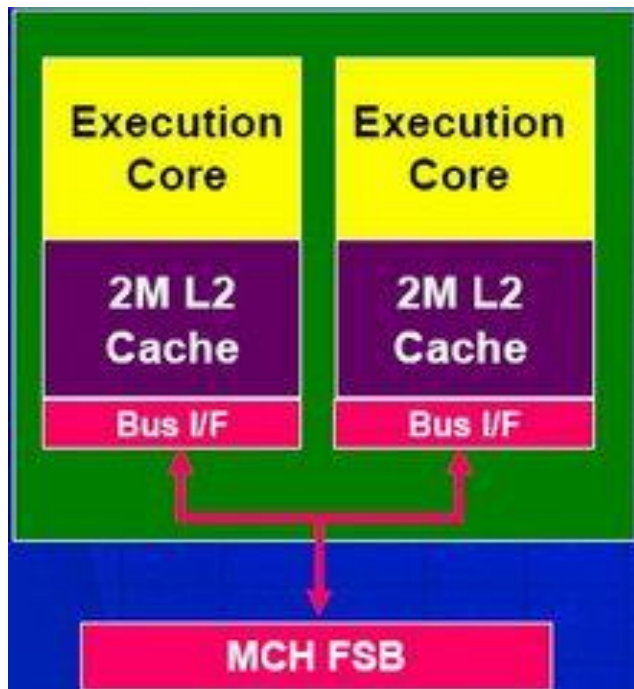 Execution
Core
2M L2
Cache
Bus I/F
Execution
Core
2M L2
Cache
Bus I/F
MCH FSB